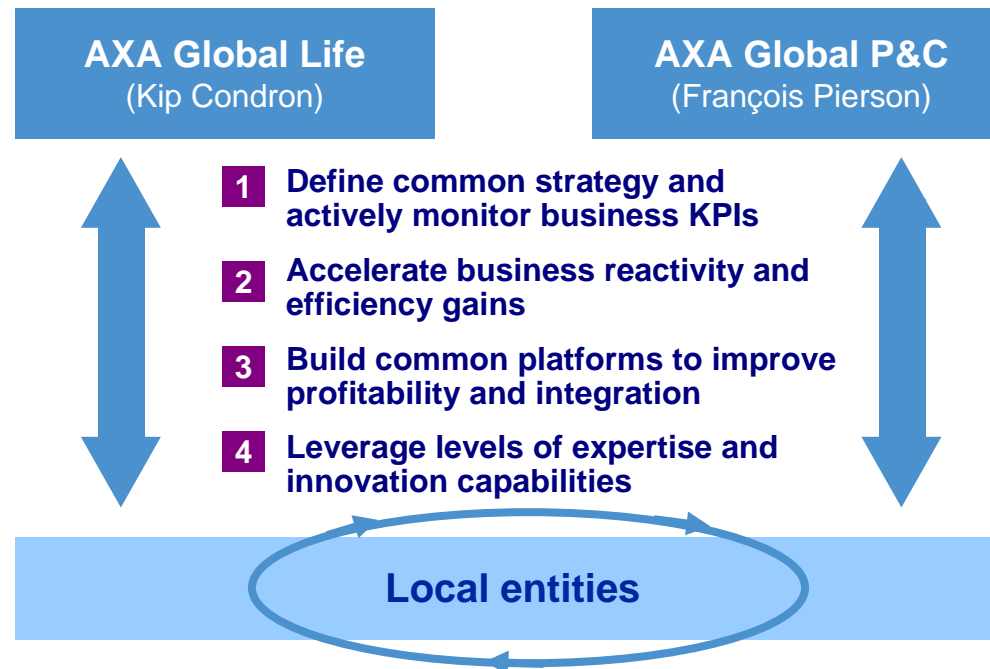 AXA Global Life
(Kip Condron)
AXA Global P&C
(François Pierson)
1 Define common strategy and
actively monitor business KPIs
2 Accelerate business reactivity and
efficiency gains
3 Build common platforms to improve
profitability and integration
4 Leverage levels of expertise and
innovation capabilities
Local entities